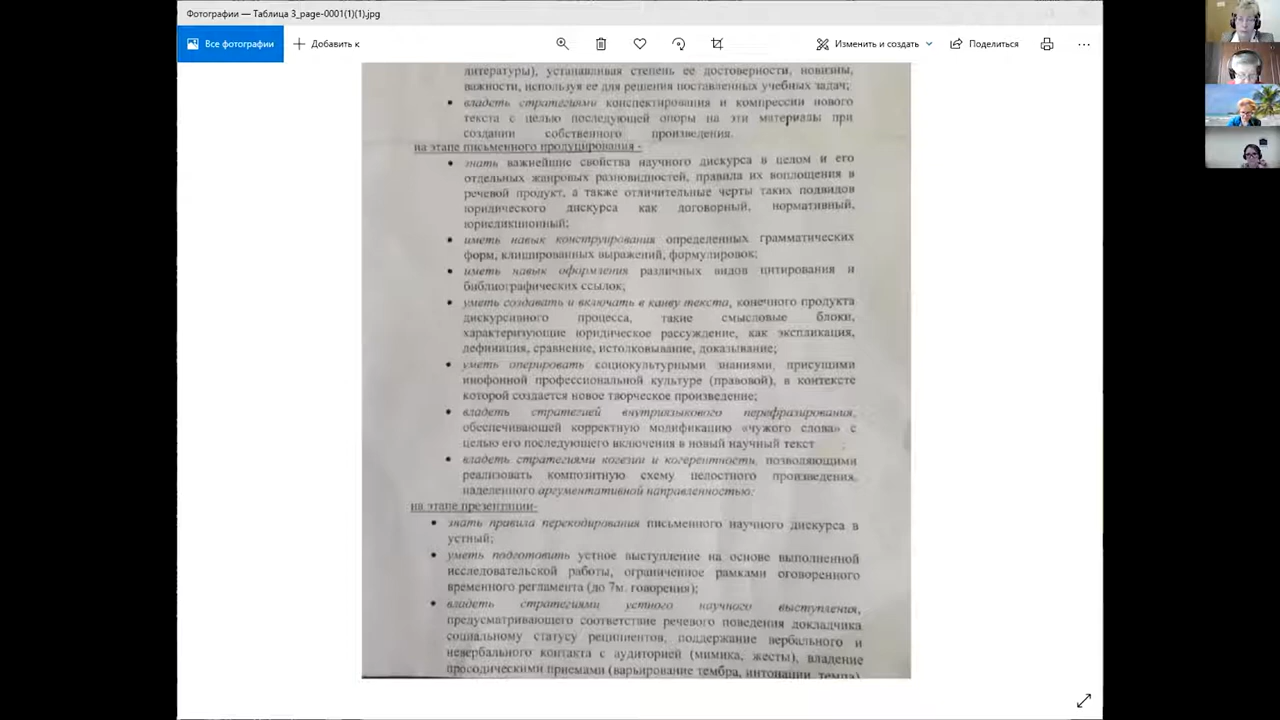 Фотографии — Таблица 3_page-0001(1)(1).jpg
Все фотографии
Добавить к
Изменить и создать
Поделиться
литературы), устанавливая степень ее достоверности, новизны,
важности, используя ее для решения поставленных учебных задач;
• владеть стратегиями конспектирования и компрессии нового
текста с целью последующей опоры на эти материалы при
создании собственного произведения.
на этапе письменного продуцирования -
• знать важнейшие свойства научного дискурса в целом и его
отдельных жанровых разновидностей, правила их воплощения в
речевой продукт, а также отличительные черты таких подвидов
юридического дискурса как договорный, нормативный,
юрисдикционный;
• иметь навык конструирования определенных грамматических
форм, клишированных выражений, формулировок;
• иметь навык оформления различных видов цитирования и
библиографических ссылок;
• уметь создавать и включать в канву текста, конечного продукта
дискурсивного процесса, такие смысловые блоки,
характеризующие юридическое рассуждение, как экспликация,
дефиниция, сравнение, истолковывание, доказывание;
• уметь оперировать социокультурными знаниями, присущими
инофонной профессиональной культуре (правовой), в контексте
которой создается новое творческое произведение;
• владеть стратегией внутриязыкового перефразирования,
обеспечивающей корректную модификацию «чужого слова» с
целью его последующего включения в новый научный текст
• владеть стратегиями когезии и когерентность, позволяющими
реализовать композитную схему целостного произведения,
наделенного аргументативной направленностью;
на этапе презентации-
• знать правила перекодирования письменного научного дискурса в
устный;
• уметь подготовить устное выступление на основе выполненной
исследовательской работы, ограниченное рамками оговоренного
временного регламента (до 7м. говорения);
• владеть стратегиями устного научного выступления,
предусматривающего соответствие речевого поведения докладчика
социальному статусу реципиентов, поддержание вербального и
невербального контакта с аудиторией (мимика, жесты), владение
просодическими приемами (варьирование тембра, интонации, темпа)